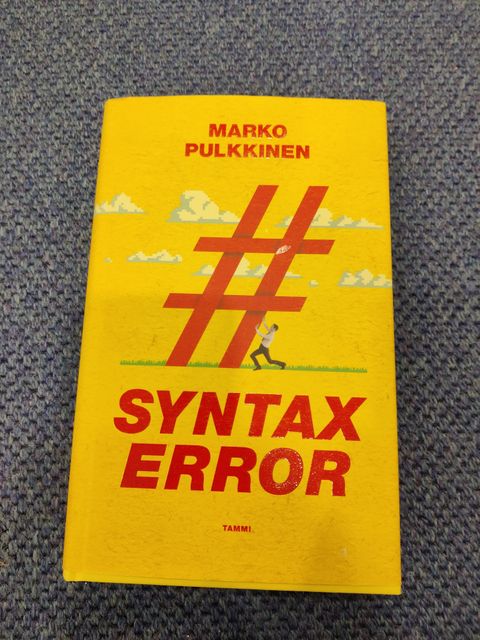 MARKO
PULKKINEN
#
SYNTAX
ERROR
TAMMI